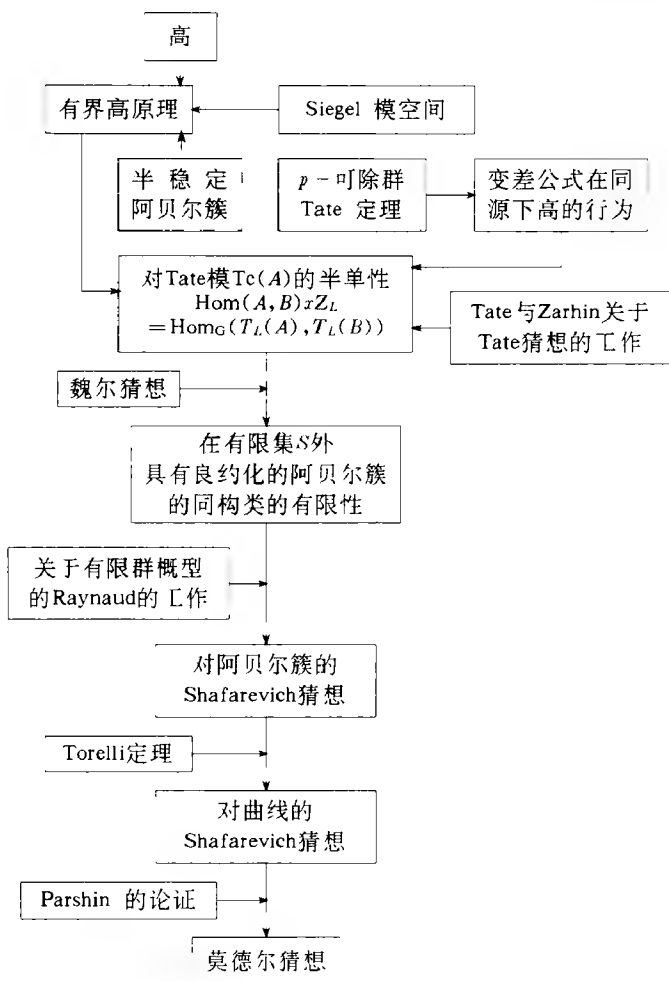 高
有界高原理
Siegel 模空间
半稳定
阿贝尔簇
p-可除群
Tate 定理
变差公式在同
源下高的行为
对Tate模Tc(A)的半单性
Hom(A,B)xZ_L
=Hom_G(T_L(A),T_L(B))
Tate与Zarhin关于
Tate猜想的工作
魏尔猜想
在有限集S外
具有良约化的阿贝尔簇
的同构类的有限性
关于有限群概型
的Raynaud的工作
对阿贝尔簇的
Shafarevich猜想
Torelli定理
对曲线的
Shafarevich猜想
Parshin 的论证
莫德尔猜想